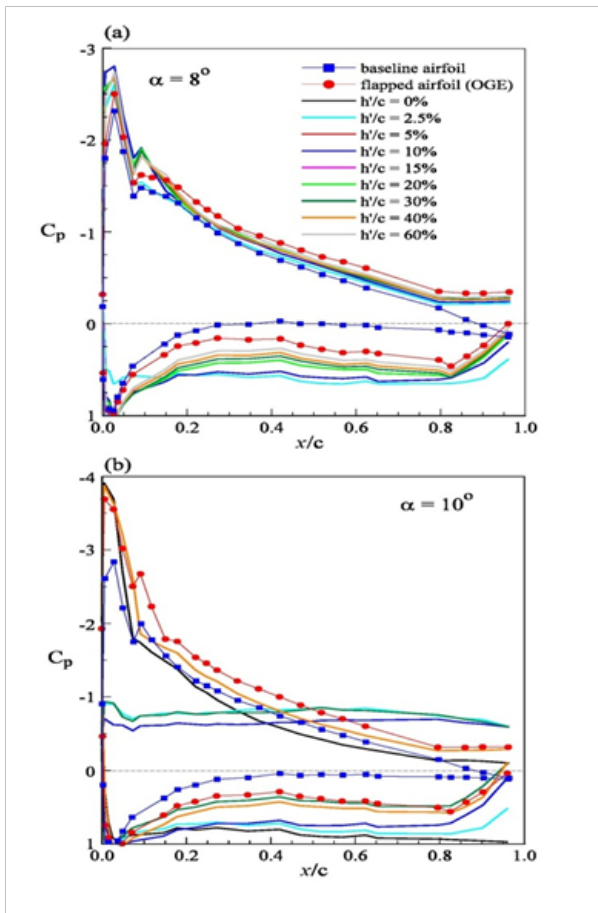 (a)
α = 8°
baseline airfoil
flapped airfoil (OGE)
h'/c = 0%
h'/c = 2.5%
h'/c = 5%
h'/c = 10%
h'/c = 15%
h'/c = 20%
h'/c = 30%
h'/c = 40%
h'/c = 60%
-3
-2
-1
Cp
0
1
0.0 0.2 0.4 0.6 0.8 1.0
x/c
(b)
α = 10°
-4
-3
-2
Cp
-1
0
1
0.0 0.2 0.4 0.6 0.8 1.0
x/c